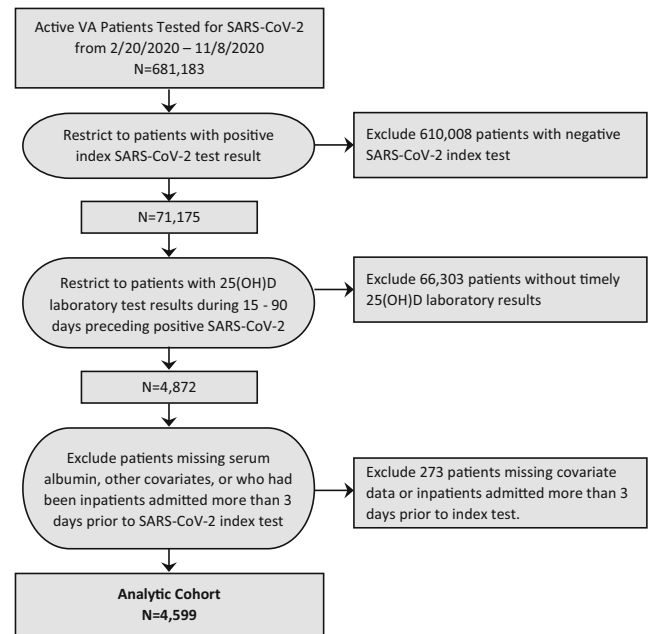 Active VA Patients Tested for SARS-CoV-2
from 2/20/2020 – 11/8/2020
N=681,183
Restrict to patients with positive
index SARS-CoV-2 test result
Exclude 610,008 patients with negative
SARS-CoV-2 index test
N=71,175
Restrict to patients with 25(OH)D
laboratory test results during 15 - 90
days preceding positive SARS-CoV-2
Exclude 66,303 patients without timely
25(OH)D laboratory results
N=4,872
Exclude patients missing serum
albumin, other covariates, or who had
been inpatients admitted more than 3
days prior to SARS-CoV-2 index test
Exclude 273 patients missing covariate
data or inpatients admitted more than 3
days prior to index test.
Analytic Cohort
N=4,599